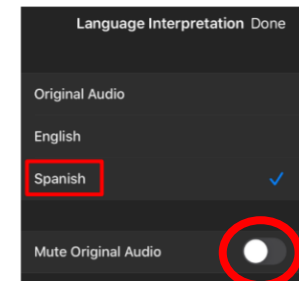 Language Interpretation Done
Original Audio
English
Spanish
Mute Original Audio